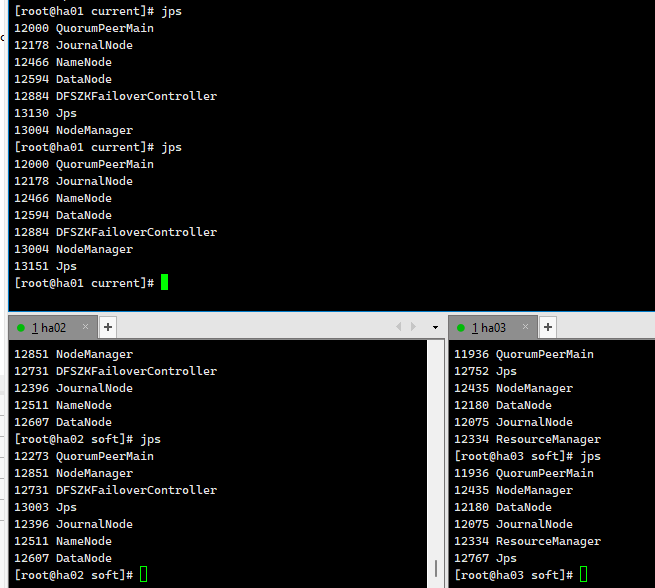 [root@ha01 current]# jps
12000 QuorumPeerMain
12178 JournalNode
12466 NameNode
12594 DataNode
12884 DFSZKFailoverController
13130 Jps
13004 NodeManager
[root@ha01 current]# jps
12000 QuorumPeerMain
12178 JournalNode
12466 NameNode
12594 DataNode
12884 DFSZKFailoverController
13004 NodeManager
13151 Jps
[root@ha01 current]#
1 ha02
12851 NodeManager
12731 DFSZKFailoverController
12396 JournalNode
12511 NameNode
12607 DataNode
[root@ha02 soft]# jps
12273 QuorumPeerMain
12851 NodeManager
12731 DFSZKFailoverController
13003 Jps
12396 JournalNode
12511 NameNode
12607 DataNode
[root@ha02 soft]#
1 ha03
11936 QuorumPeerMain
12752 Jps
12435 NodeManager
12180 DataNode
12075 JournalNode
12334 ResourceManager
[root@ha03 soft]# jps
11936 QuorumPeerMain
12435 NodeManager
12180 DataNode
12075 JournalNode
12334 ResourceManager
12767 Jps
[root@ha03 soft]#